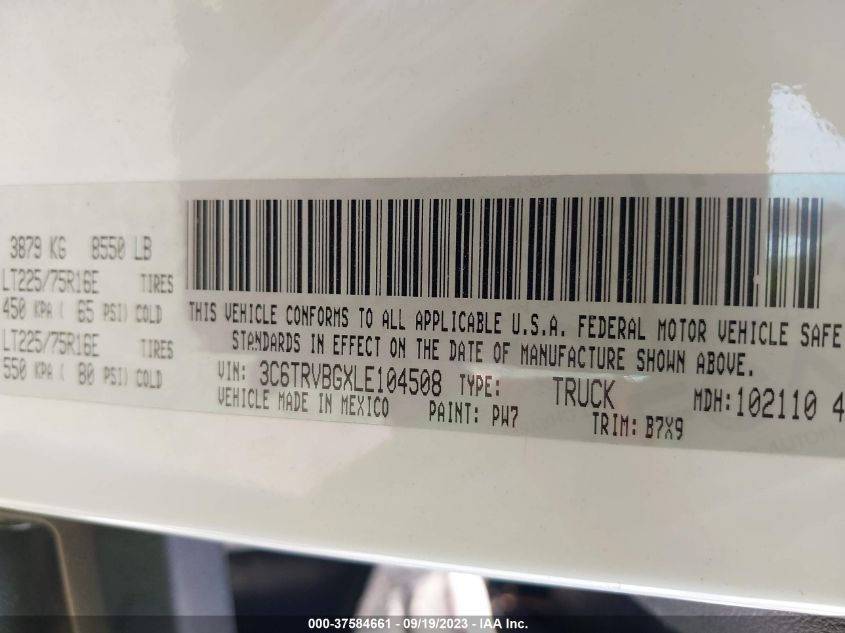 3879 KG 8550 LB
LT225/75R16E TIRES
450 KPA ( 65 PSI) COLD
LT225/75R16E TIRES
550 KPA ( 80 PSI) COLD
THIS VEHICLE CONFORMS TO ALL APPLICABLE U.S.A. FEDERAL MOTOR VEHICLE SAFE
STANDARDS IN EFFECT ON THE DATE OF MANUFACTURE SHOWN ABOVE.
VIN: 3C6TRVBGXLE104508 TYPE: TRUCK MDH:102110 4
VEHICLE MADE IN MEXICO PAINT: PW7 TRIM: B7X9
000-37584661 - 09/19/2023 - IAA Inc.